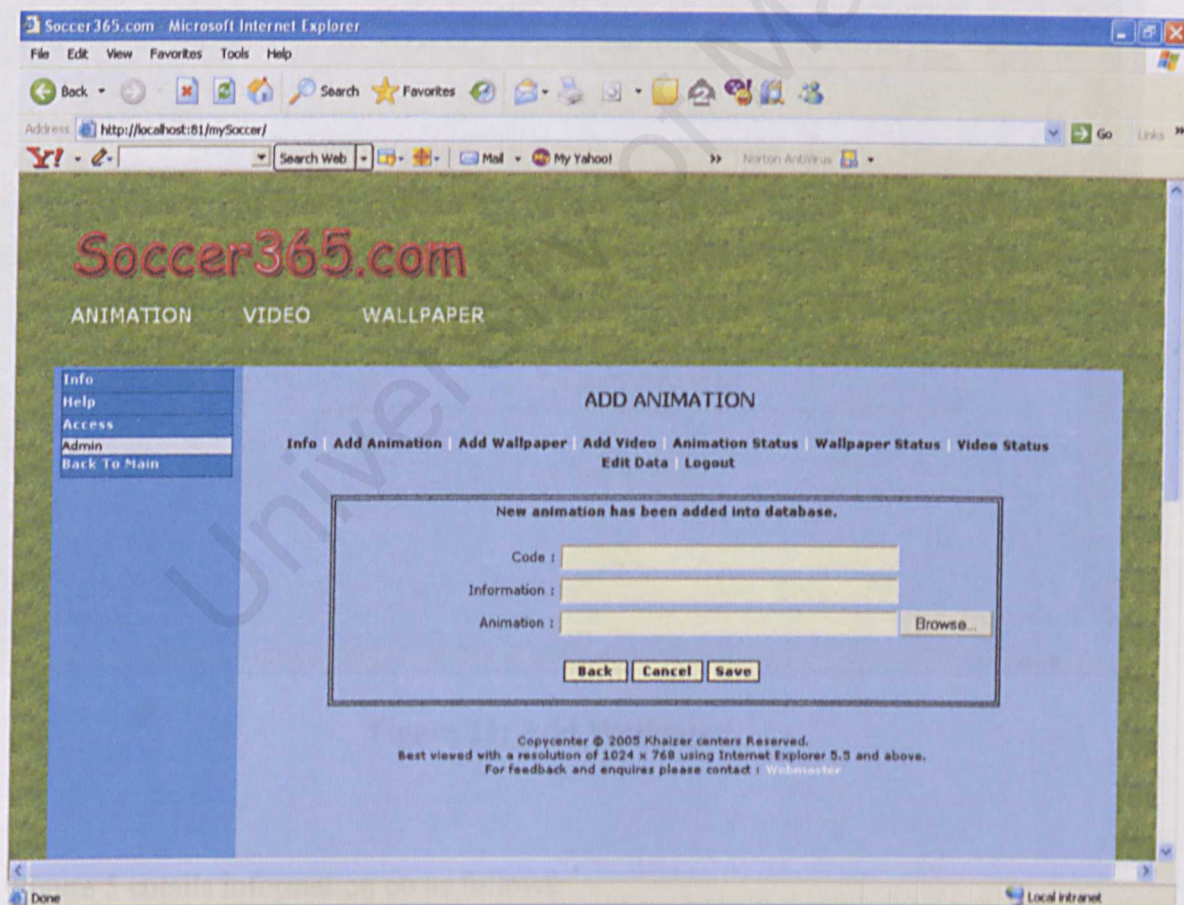 Soccer365.com - Microsoft Internet Explorer
File Edit View Favorites Tools Help
Back Search Favorites
Address http://localhost:81/mySoccer/ Go Links »
Y! Search Web Mail My Yahoo! » Norton AntiVirus
Soccer365.com
ANIMATION VIDEO WALLPAPER
Info
Help
Access
Admin
Back To Main
ADD ANIMATION
Info | Add Animation | Add Wallpaper | Add Video | Animation Status | Wallpaper Status | Video Status
Edit Data | Logout
New animation has been added into database.
Code :
Information :
Animation : Browse...
Back Cancel Save
Copycenter © 2005 Khaizer centers Reserved.
Best viewed with a resolution of 1024 x 768 using Internet Explorer 5.5 and above.
For feedback and enquires please contact : Webmaster
Done Local intranet
University of Ma